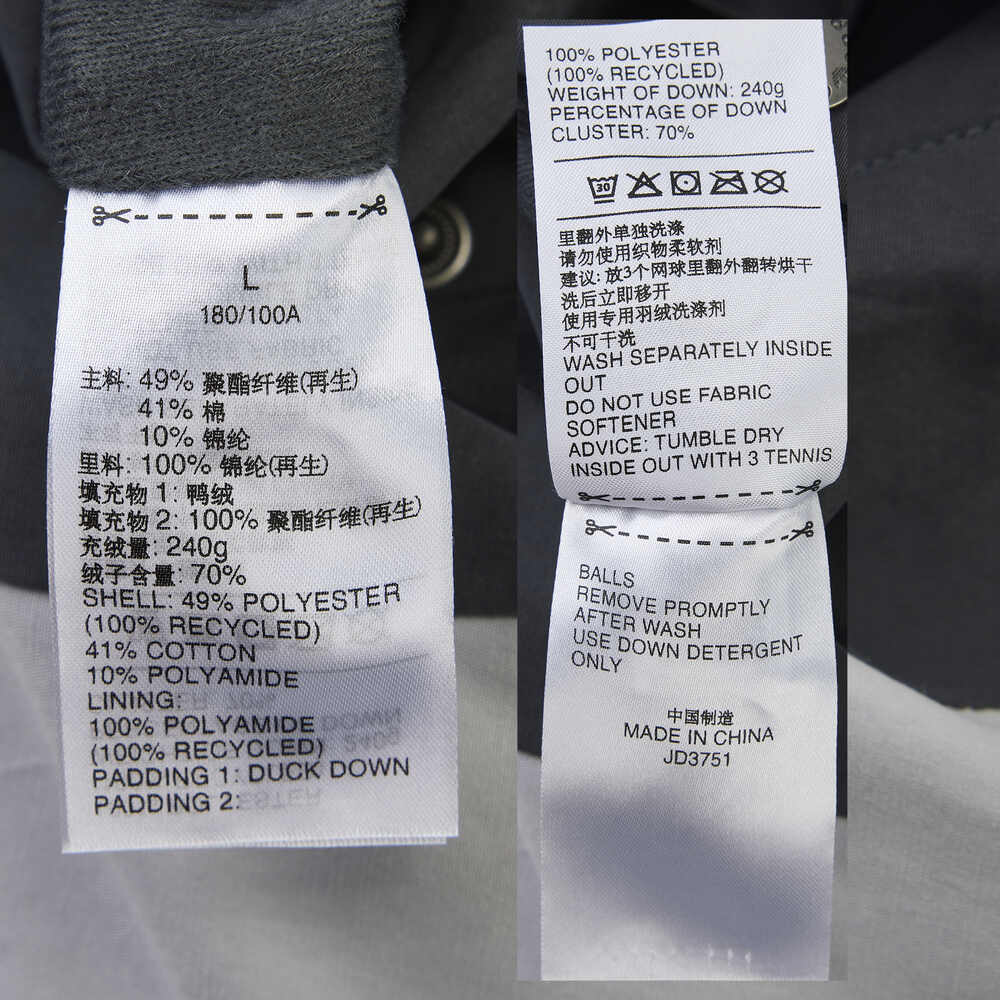 L
180/100A
主料: 49% 聚酯纤维(再生)
41% 棉
10% 锦纶
里料: 100% 锦纶(再生)
填充物 1: 鸭绒
填充物 2: 100% 聚酯纤维(再生)
充绒量: 240g
绒子含量: 70%
SHELL: 49% POLYESTER
(100% RECYCLED)
41% COTTON
10% POLYAMIDE
LINING:
100% POLYAMIDE
(100% RECYCLED)
PADDING 1: DUCK DOWN
PADDING 2:
100% POLYESTER
(100% RECYCLED)
WEIGHT OF DOWN: 240g
PERCENTAGE OF DOWN
CLUSTER: 70%
30
里翻外单独洗涤
请勿使用织物柔软剂
建议: 放3个网球里翻外翻转烘干
洗后立即移开
使用专用羽绒洗涤剂
不可干洗
WASH SEPARATELY INSIDE
OUT
DO NOT USE FABRIC
SOFTENER
ADVICE: TUMBLE DRY
INSIDE OUT WITH 3 TENNIS
BALLS
REMOVE PROMPTLY
AFTER WASH
USE DOWN DETERGENT
ONLY
中国制造
MADE IN CHINA
JD3751